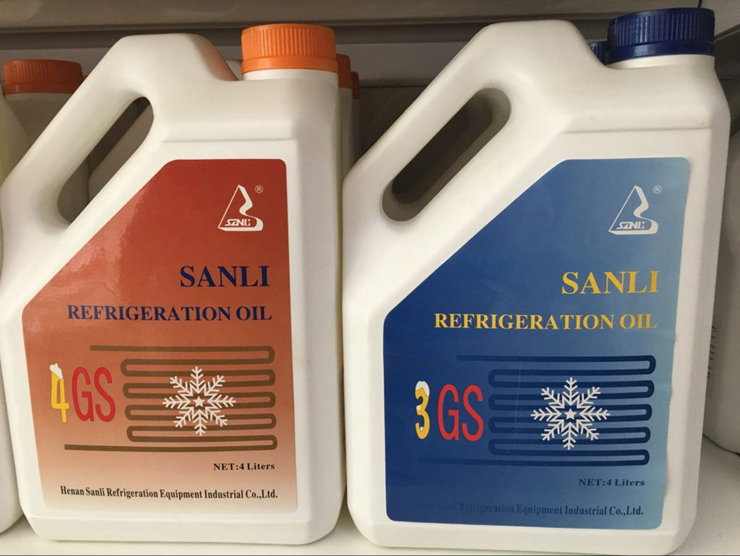 SANLI
®
SANLI
REFRIGERATION OIL
4GS
NET:4 Liters
Henan Sanli Refrigeration Equipment Industrial Co.,Ltd.
SANLI
®
SANLI
REFRIGERATION OIL
3GS
NET:4 Liters
Sanli Refrigeration Equipment Industrial Co.,Ltd.